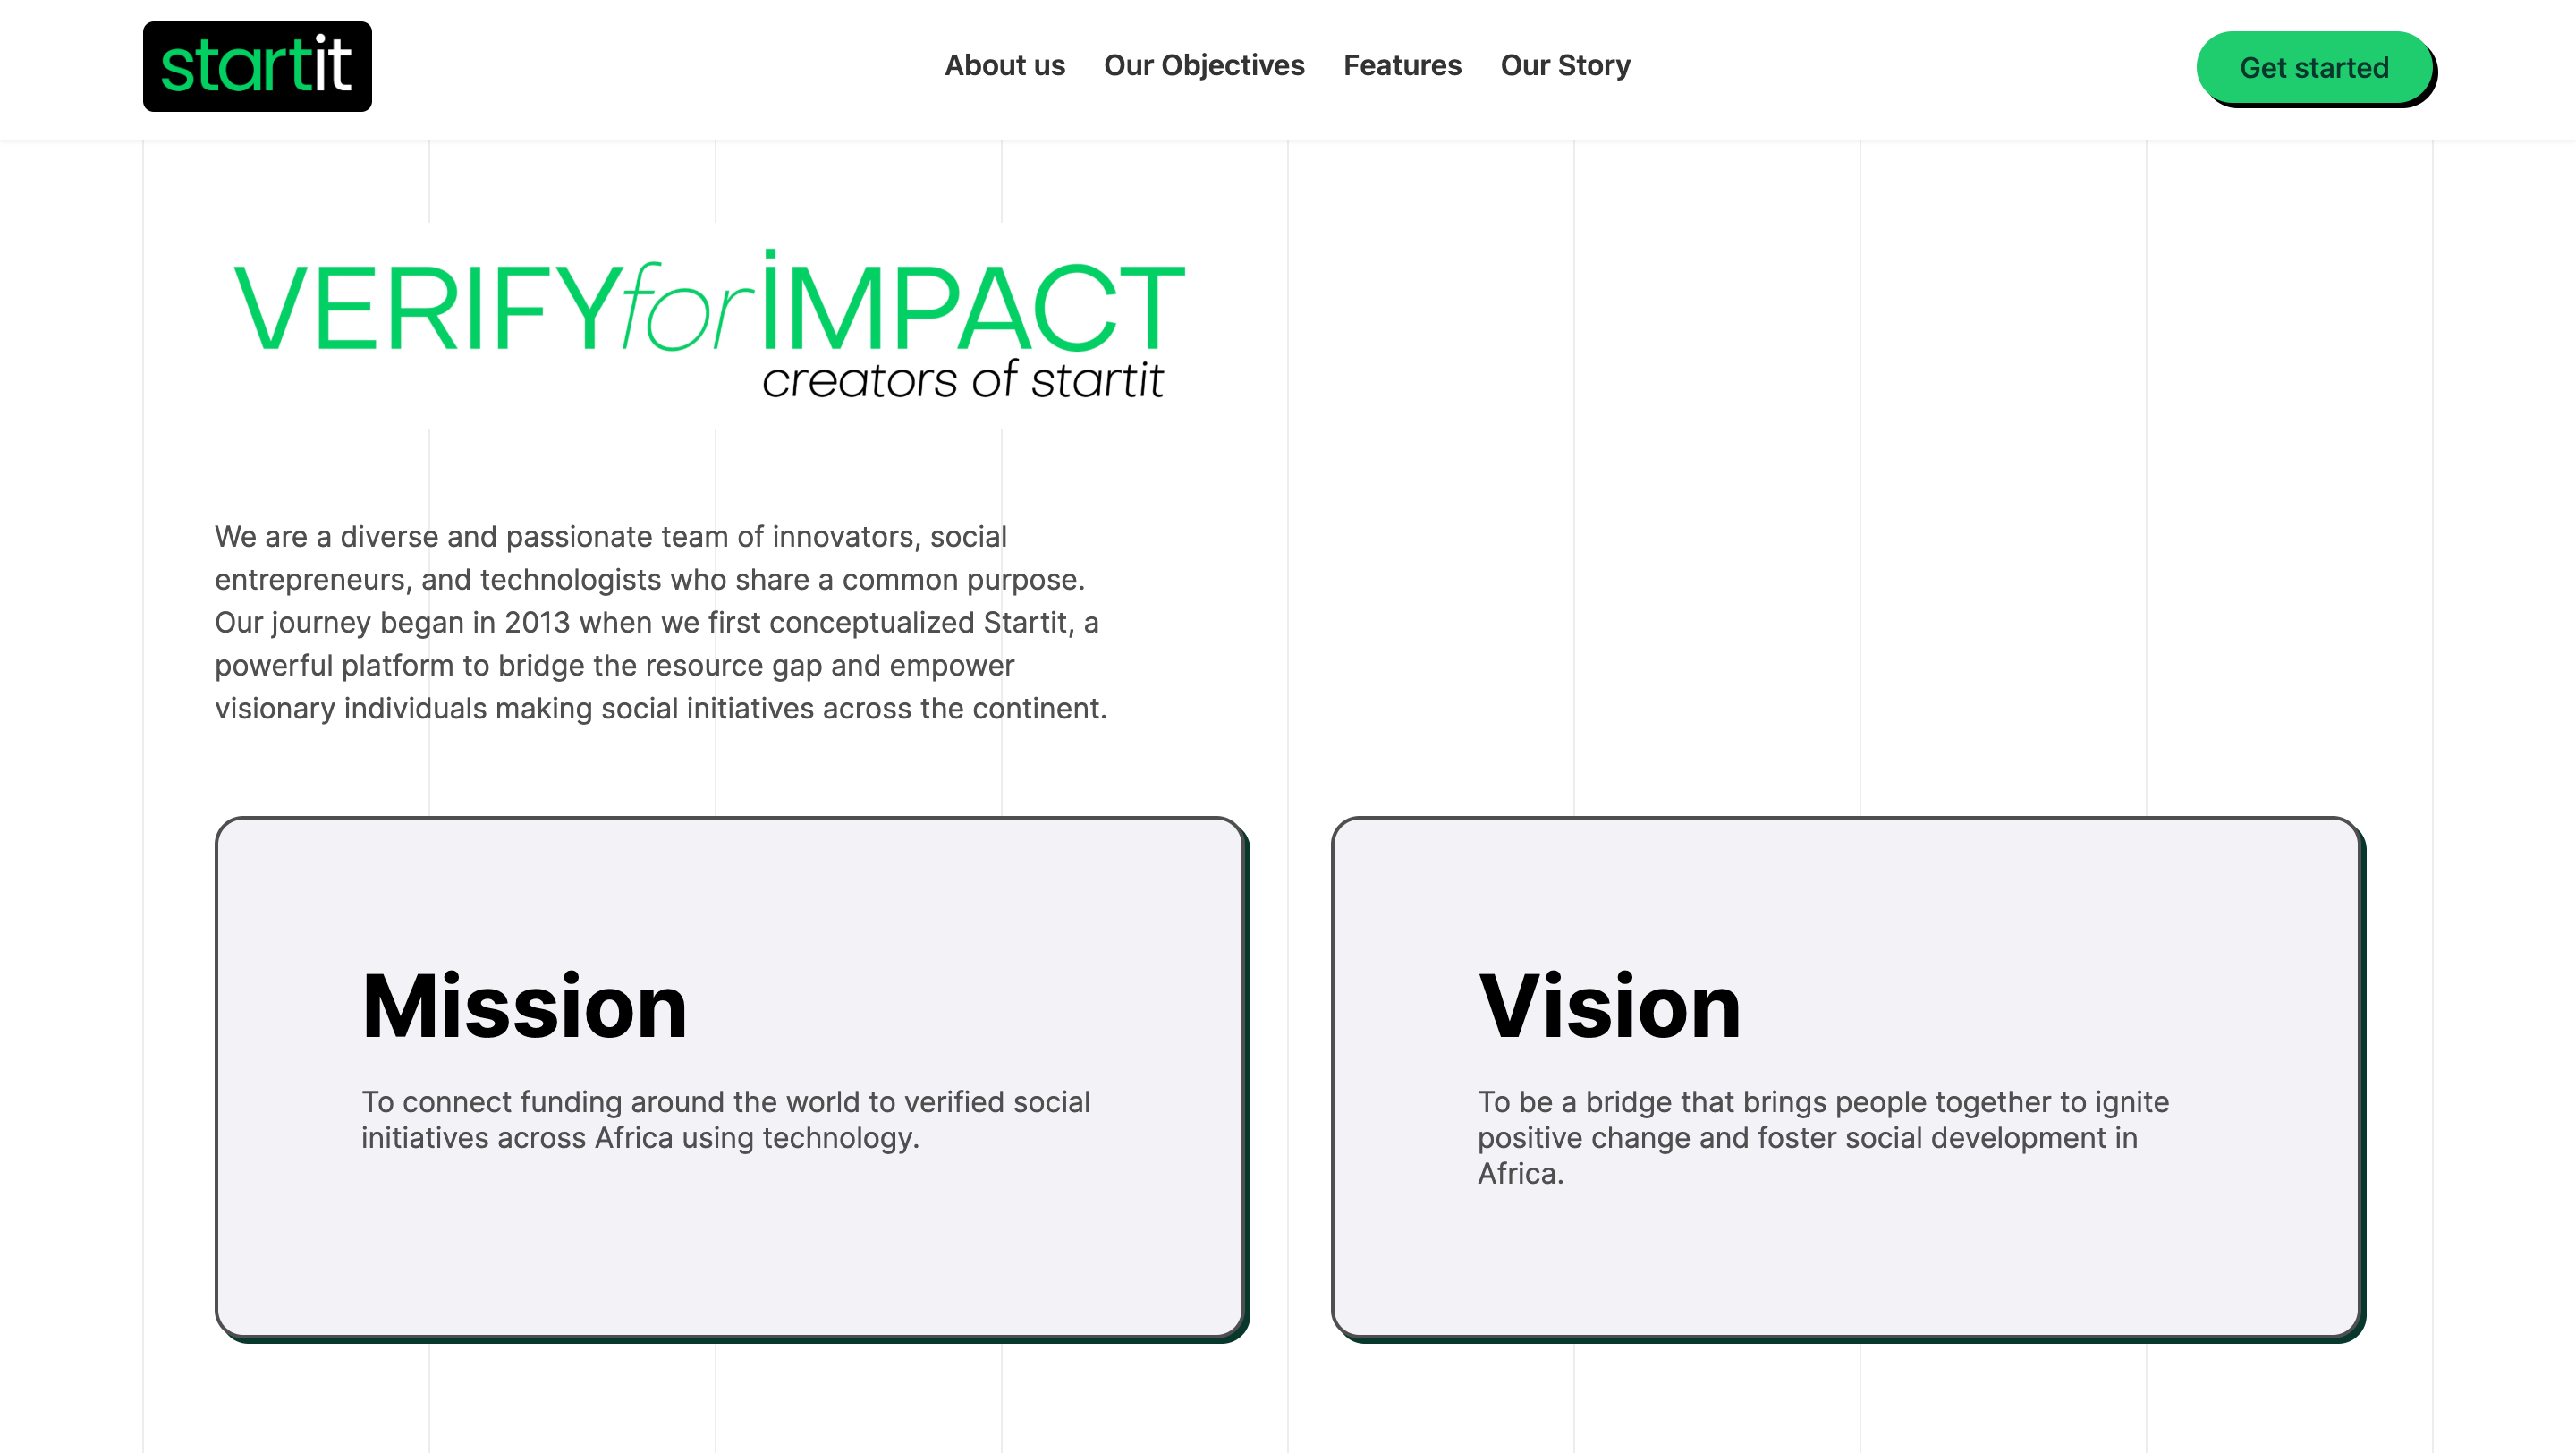 startit
About us
Our Objectives
Features
Our Story
Get started
VERIFYforiMPACT
creators of startit
We are a diverse and passionate team of innovators, social
entrepreneurs, and technologists who share a common purpose.
Our journey began in 2013 when we first conceptualized Startit, a
powerful platform to bridge the resource gap and empower
visionary individuals making social initiatives across the continent.
Mission
To connect funding around the world to verified social
initiatives across Africa using technology.
Vision
To be a bridge that brings people together to ignite
positive change and foster social development in
Africa.